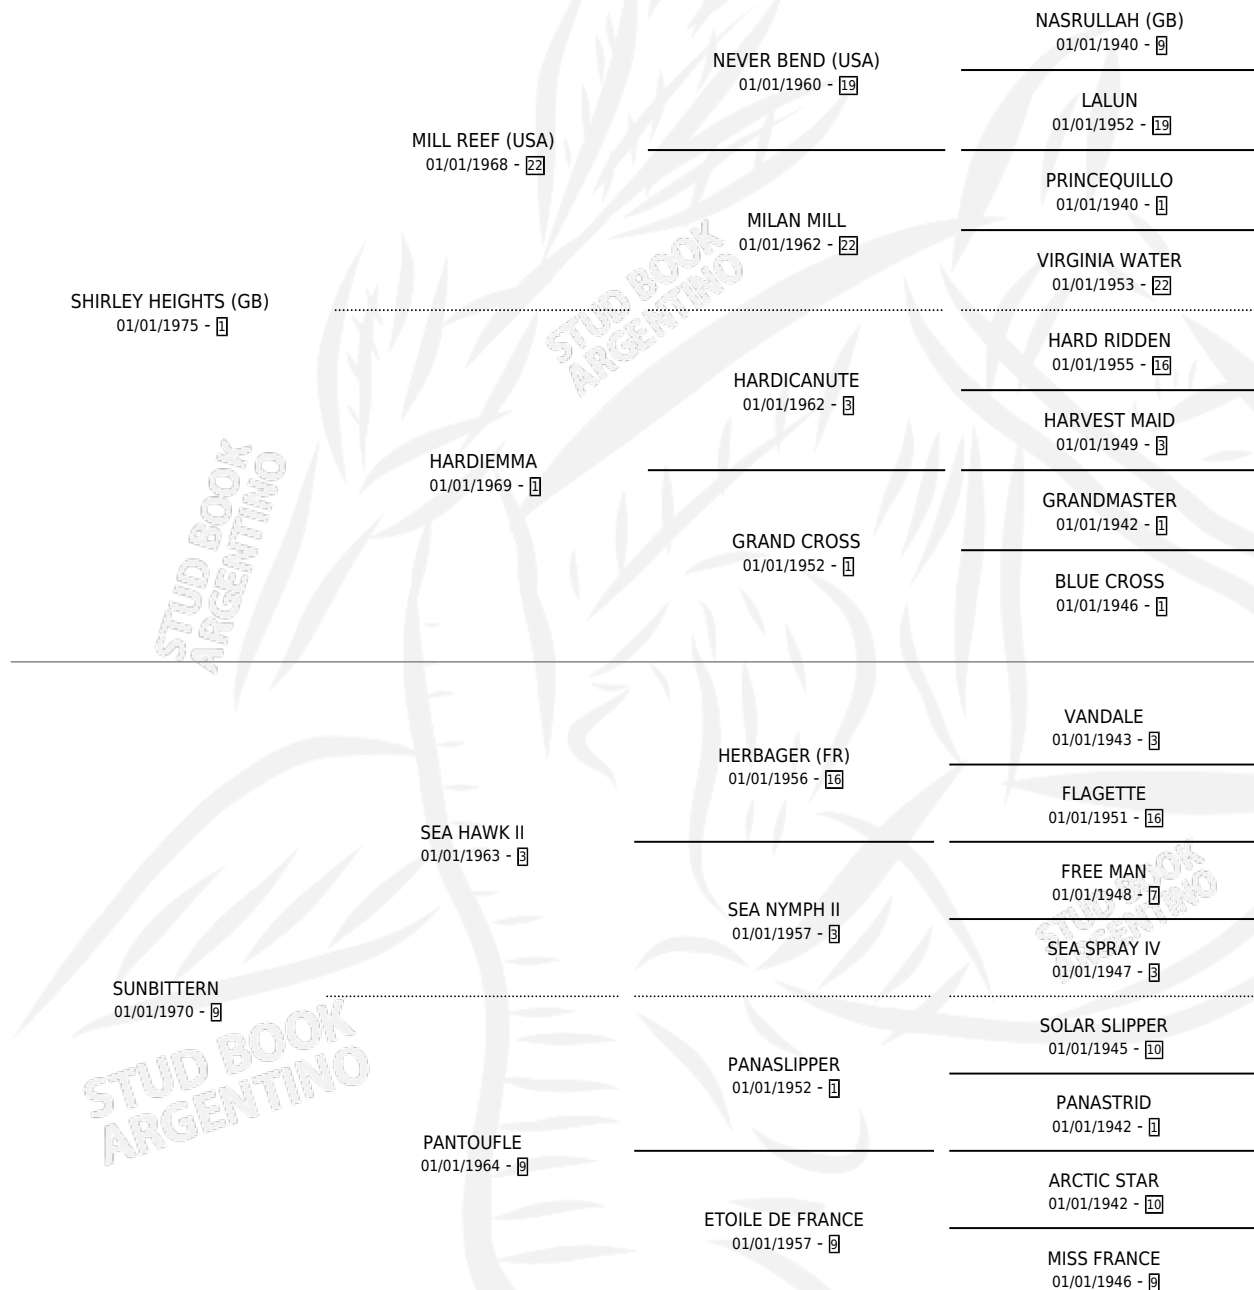 NASRULLAH (GB)
01/01/1940 - 9
NEVER BEND (USA)
01/01/1960 - 19
LALUN
01/01/1952 - 19
MILL REEF (USA)
01/01/1968 - 22
PRINCEQUILLO
01/01/1940 - 1
MILAN MILL
01/01/1962 - 22
VIRGINIA WATER
01/01/1953 - 22
SHIRLEY HEIGHTS (GB)
01/01/1975 - 1
STUD BOOK
ARGENTINO
HARD RIDDEN
01/01/1955 - 16
HARDICANUTE
01/01/1962 - 3
HARVEST MAID
01/01/1949 - 3
HARDIEMMA
01/01/1969 - 1
GRANDMASTER
01/01/1942 - 1
GRAND CROSS
01/01/1952 - 1
BLUE CROSS
01/01/1946 - 1
STUD BOOK
ARGENTINO
VANDALE
01/01/1943 - 3
HERBAGER (FR)
01/01/1956 - 16
FLAGETTE
01/01/1951 - 16
SEA HAWK II
01/01/1963 - 3
FREE MAN
01/01/1948 - 7
SEA NYMPH II
01/01/1957 - 3
SEA SPRAY IV
01/01/1947 - 3
STUD BOOK
ARGENTINO
SUNBITTERN
01/01/1970 - 9
SOLAR SLIPPER
01/01/1945 - 10
PANASLIPPER
01/01/1952 - 1
PANASTRID
01/01/1942 - 1
STUD BOOK
ARGENTINO
PANTOUFLE
01/01/1964 - 9
ARCTIC STAR
01/01/1942 - 10
ETOILE DE FRANCE
01/01/1957 - 9
MISS FRANCE
01/01/1946 - 9